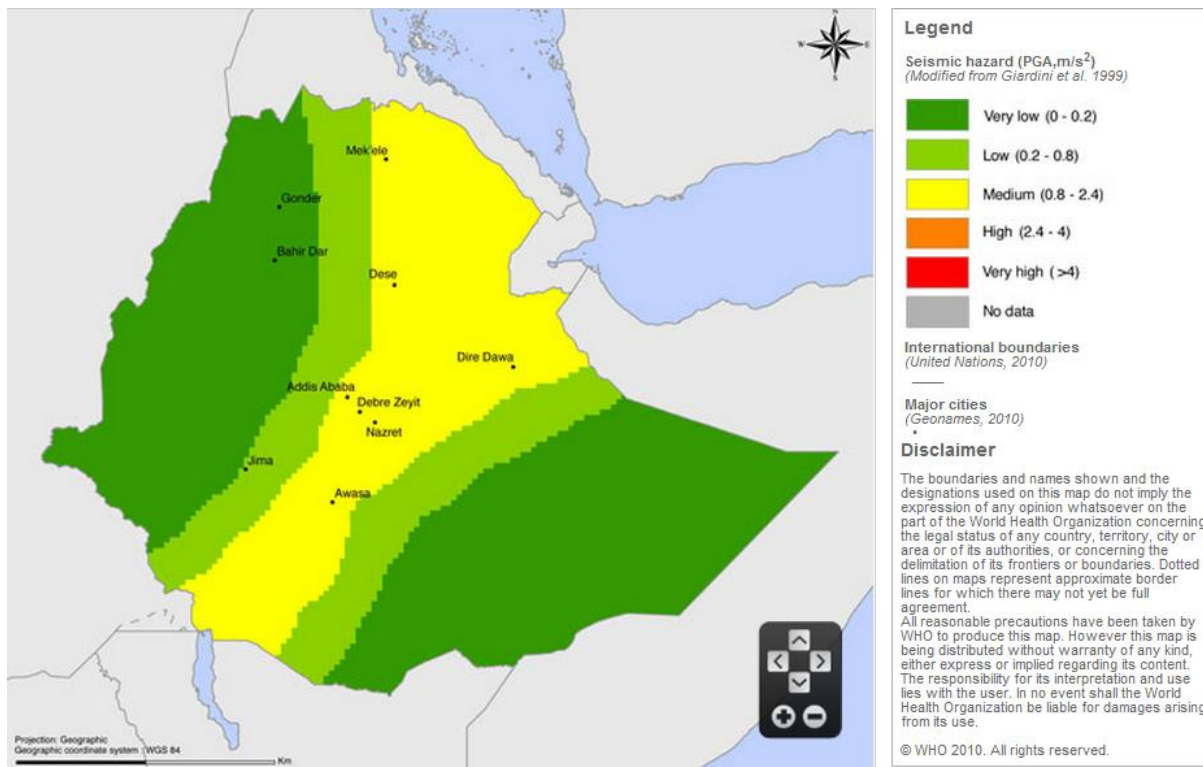 N
W E
S
Mek'ele
Gonder
Bahir Dar
Dese
Dire Dawa
Addis Ababa
Debre Zeyit
Nazret
Jima
Awasa
Projection: Geographic
Geographic coordinate system : WGS 84
Km
Legend
Seismic hazard (PGA,m/s²)
(Modified from Giardini et al. 1999)
Very low (0 - 0.2)
Low (0.2 - 0.8)
Medium (0.8 - 2.4)
High (2.4 - 4)
Very high ( >4)
No data
International boundaries
(United Nations, 2010)
Major cities
(Geonames, 2010)
Disclaimer
The boundaries and names shown and the
designations used on this map do not imply the
expression of any opinion whatsoever on the
part of the World Health Organization concerning
the legal status of any country, territory, city or
area or of its authorities, or concerning the
delimitation of its frontiers or boundaries. Dotted
lines on maps represent approximate border
lines for which there may not yet be full
agreement.
All reasonable precautions have been taken by
WHO to produce this map. However this map is
being distributed without warranty of any kind,
either express or implied regarding its content.
The responsibility for its interpretation and use
lies with the user. In no event shall the World
Health Organization be liable for damages arising
from its use.
© WHO 2010. All rights reserved.